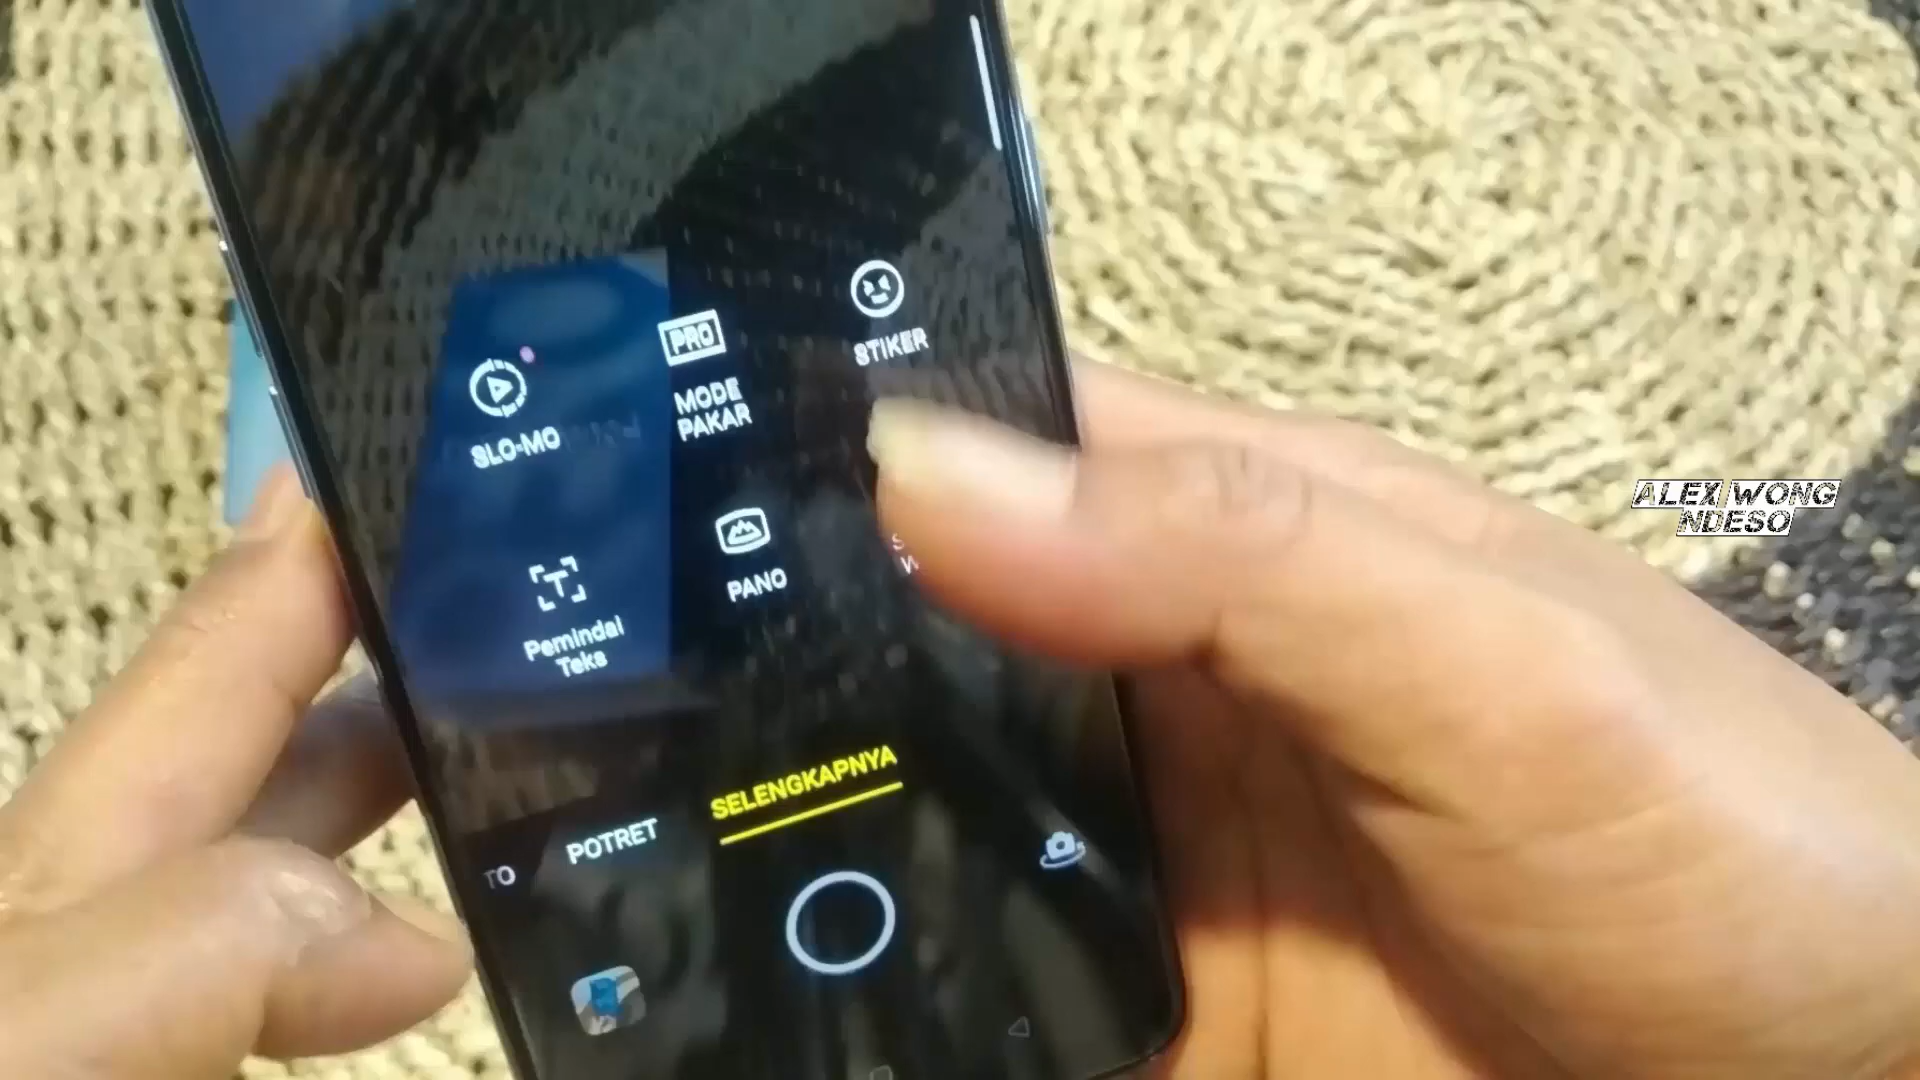 STIKER
PRO
MODE
PAKAR
SLO-MO
PANO
Pemindai
Teks
SELENGKAPNYA
POTRET
TO
ALEX WONG
NDESO